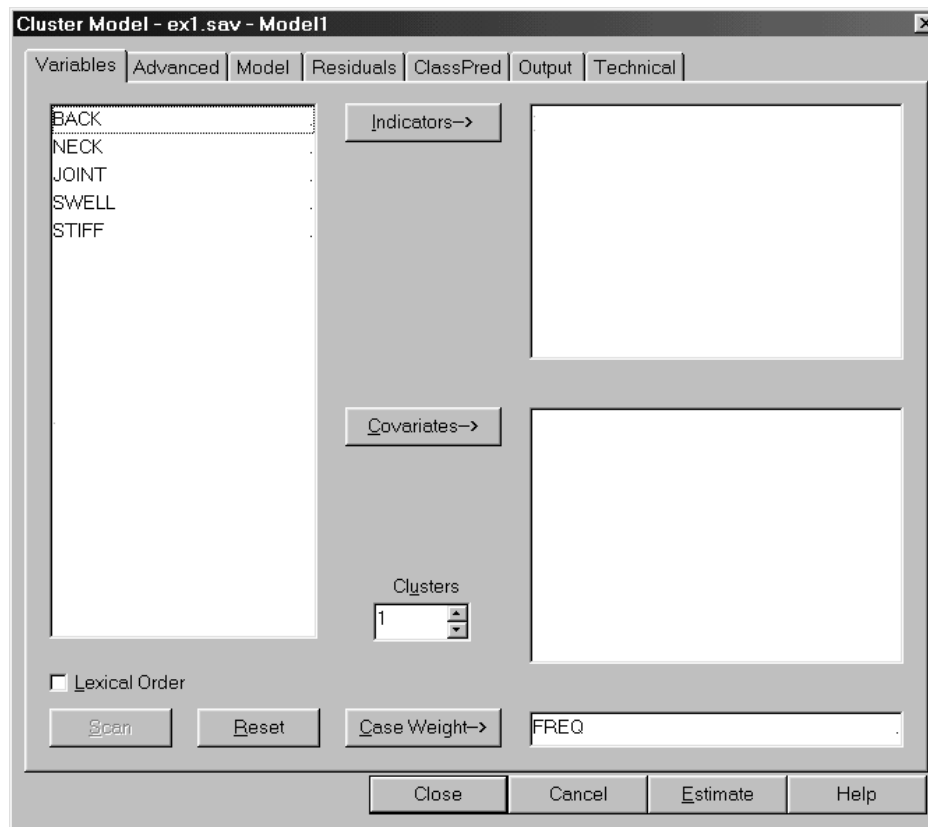 Cluster Model - ex1.sav - Model1
Variables Advanced Model Residuals ClassPred Output Technical
BACK .
NECK .
JOINT .
SWELL .
STIFF .
Indicators-->
Covariates-->
Clusters
1
Lexical Order
Scan Reset Case Weight--> FREQ .
Close Cancel Estimate Help